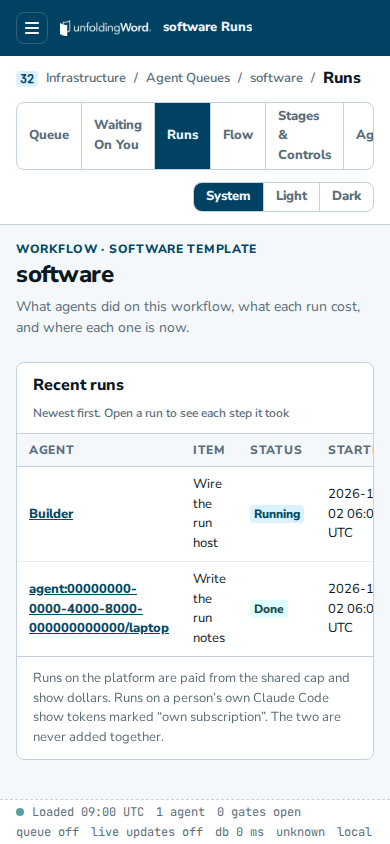 unfoldingWord. software Runs
32 Infrastructure / Agent Queues / software / Runs
Queue
Waiting
On You
Runs
Flow
Stages
&
Controls
Ag
System Light Dark
WORKFLOW · SOFTWARE TEMPLATE
software
What agents did on this workflow, what each run cost,
and where each one is now.
Recent runs
Newest first. Open a run to see each step it took
AGENT ITEM STATUS START
Builder
Wire
the
run
host
Running
2026-1
02 06:0
UTC
agent:00000000-
0000-4000-8000-
000000000000/laptop
Write
the
run
notes
Done
2026-1
02 06:0
UTC
Runs on the platform are paid from the shared cap and
show dollars. Runs on a person's own Claude Code
show tokens marked “own subscription”. The two are
never added together.
Loaded 09:00 UTC 1 agent 0 gates open
queue off live updates off db 0 ms unknown local